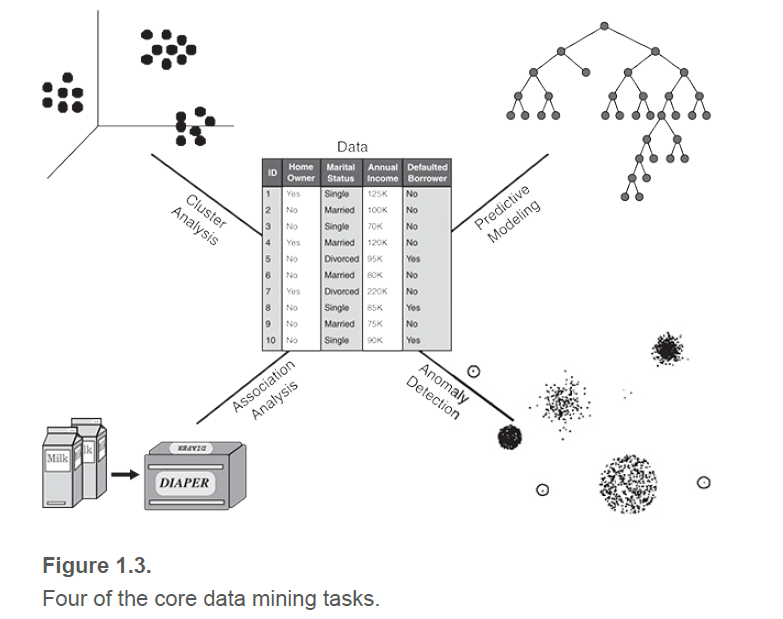 Data
ID Home Owner Marital Status Annual Income Defaulted Borrower
1 Yes Single 125K No
2 No Married 100K No
3 No Single 70K No
4 Yes Married 120K No
5 No Divorced 95K Yes
6 No Married 80K No
7 Yes Divorced 220K No
8 No Single 85K Yes
9 No Married 75K No
10 No Single 90K Yes
Cluster
Analysis
Predictive
Modeling
Association
Analysis
Anomaly
Detection
Milk
lk
DIAPER
DIAPER
Figure 1.3.
Four of the core data mining tasks.